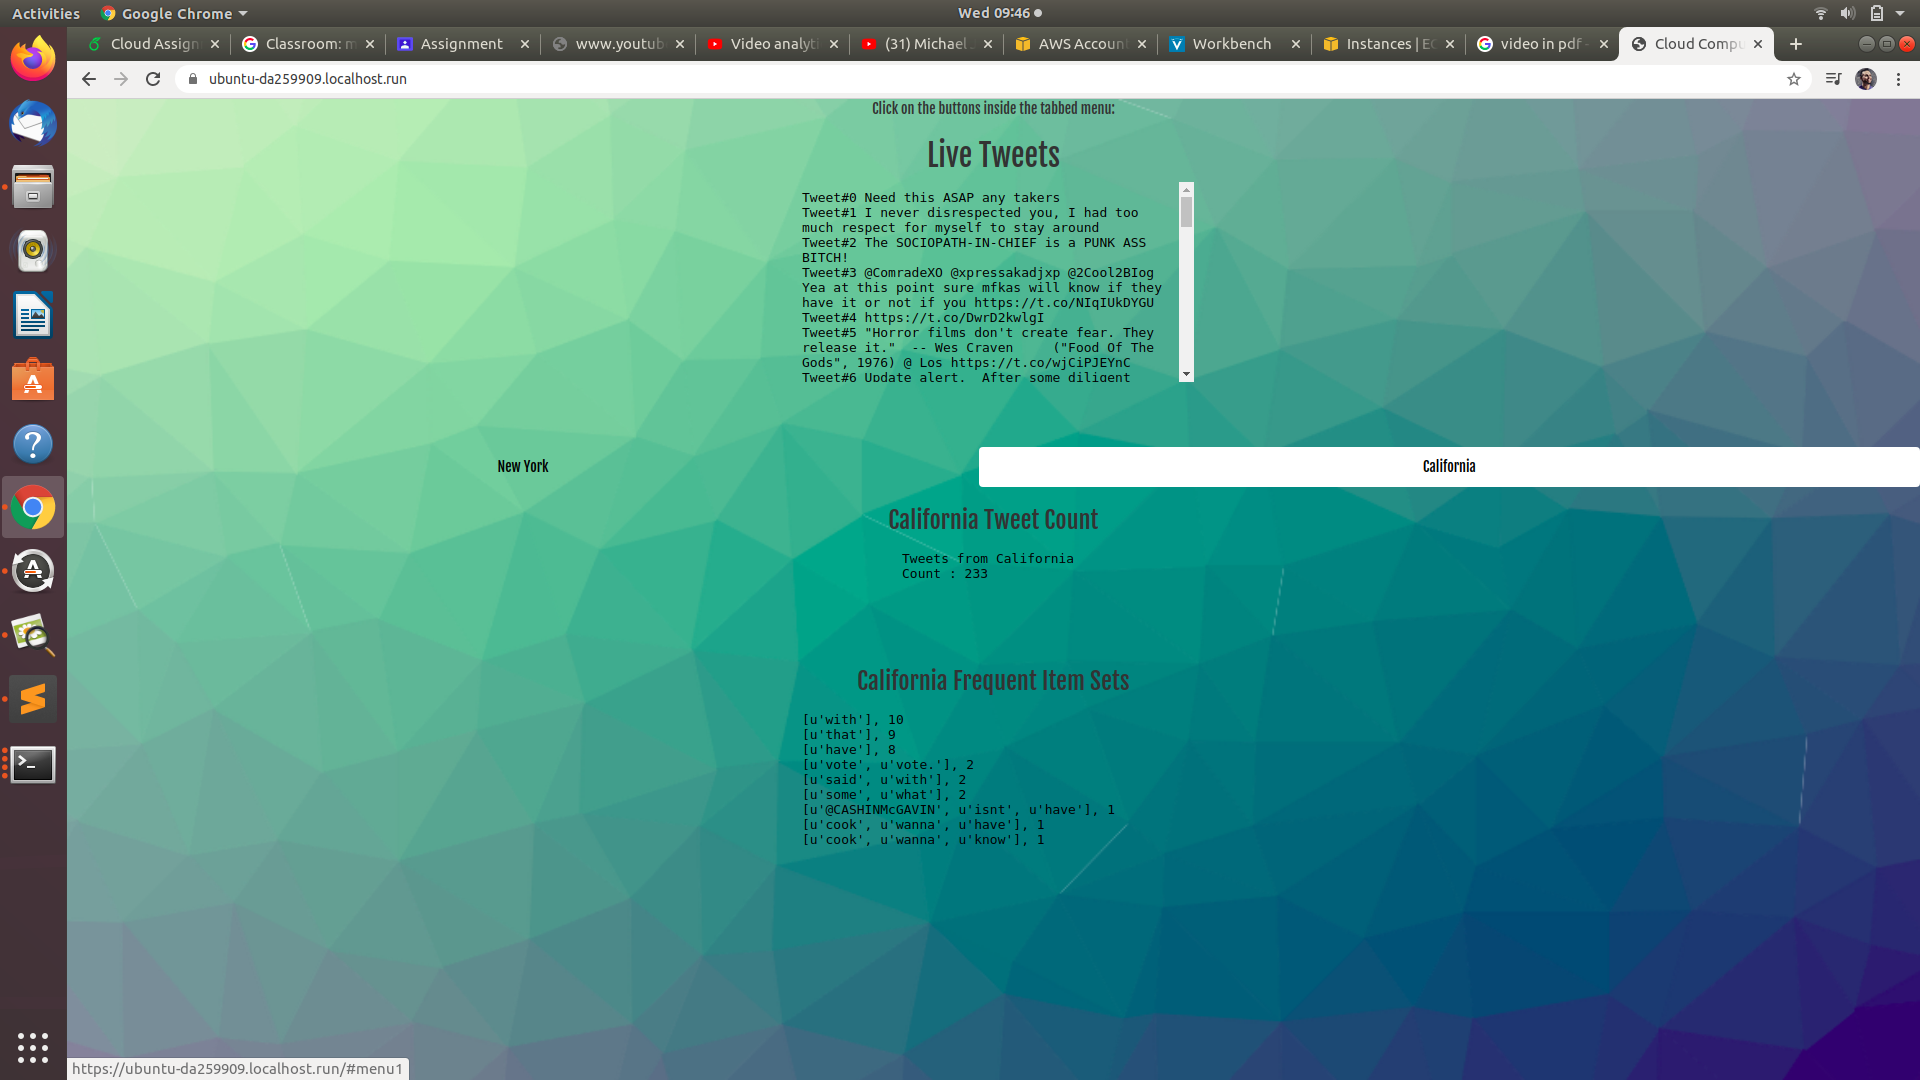 Activities
Google Chrome
Wed 09:46
Cloud Assign
Classroom: m
Assignment
www.youtub
Video analyti
(31) Michael
AWS Accoun
Workbench
Instances | EC
video in pdf -
Cloud Compu
ubuntu-da259909.localhost.run
Click on the buttons inside the tabbed menu:
Live Tweets
Tweet#0 Need this ASAP any takers
Tweet#1 I never disrespected you, I had too
much respect for myself to stay around
Tweet#2 The SOCIOPATH-IN-CHIEF is a PUNK ASS
BITCH!
Tweet#3 @ComradeXO @xpressakadjxp @2Cool2BIog
Yea at this point sure mfkas will know if they
have it or not if you https://t.co/NIqIUkDYGU
Tweet#4 https://t.co/DwrD2kwlgI
Tweet#5 "Horror films don't create fear. They
release it."  -- Wes Craven     ("Food Of The
Gods", 1976) @ Los https://t.co/wjCiPJEYnC
Tweet#6 Update alert.  After some diligent
New York
California
California Tweet Count
Tweets from California
Count : 233
California Frequent Item Sets
[u'with'], 10
[u'that'], 9
[u'have'], 8
[u'vote', u'vote.'], 2
[u'said', u'with'], 2
[u'some', u'what'], 2
[u'@CASHINMcGAVIN', u'isnt', u'have'], 1
[u'cook', u'wanna', u'have'], 1
[u'cook', u'wanna', u'know'], 1
https://ubuntu-da259909.localhost.run/#menu1